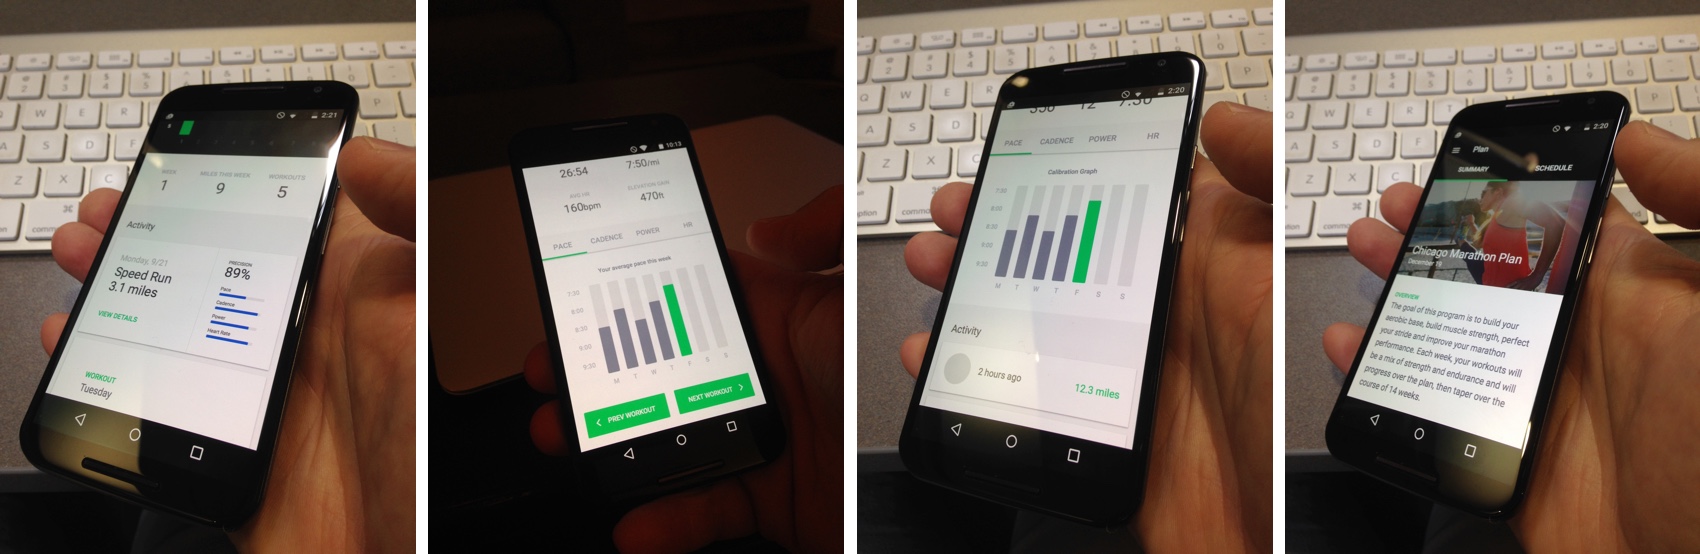 2:21
WEEK
MILES THIS WEEK
WORKOUTS
1
9
5
Activity
Monday, 9/21
Speed Run
3.1 miles
VIEW DETAILS
PRECISION
89%
Pace
Cadence
Power
Heart Rate
WORKOUT
Tuesday
10:13
26:54
7:50/mi
AVG HR
ELEVATION GAIN
160bpm
470ft
PACE
CADENCE
POWER
HR
Your average pace this week
7:30
8:00
8:30
9:00
9:30
M
T
W
T
F
S
S
PREV WORKOUT
NEXT WORKOUT
2:20
12
7:30
PACE
CADENCE
POWER
HR
Calibration Graph
7:30
8:00
8:30
9:00
9:30
M
T
W
T
F
S
S
Activity
2 hours ago
12.3 miles
2:20
Plan
SUMMARY
SCHEDULE
Chicago Marathon Plan
December 19
OVERVIEW
The goal of this program is to build your
aerobic base, build muscle strength, perfect
your stride and improve your marathon
performance. Each week, your workouts will
be a mix of strength and endurance and will
progress over the plan, then taper over the
course of 14 weeks.